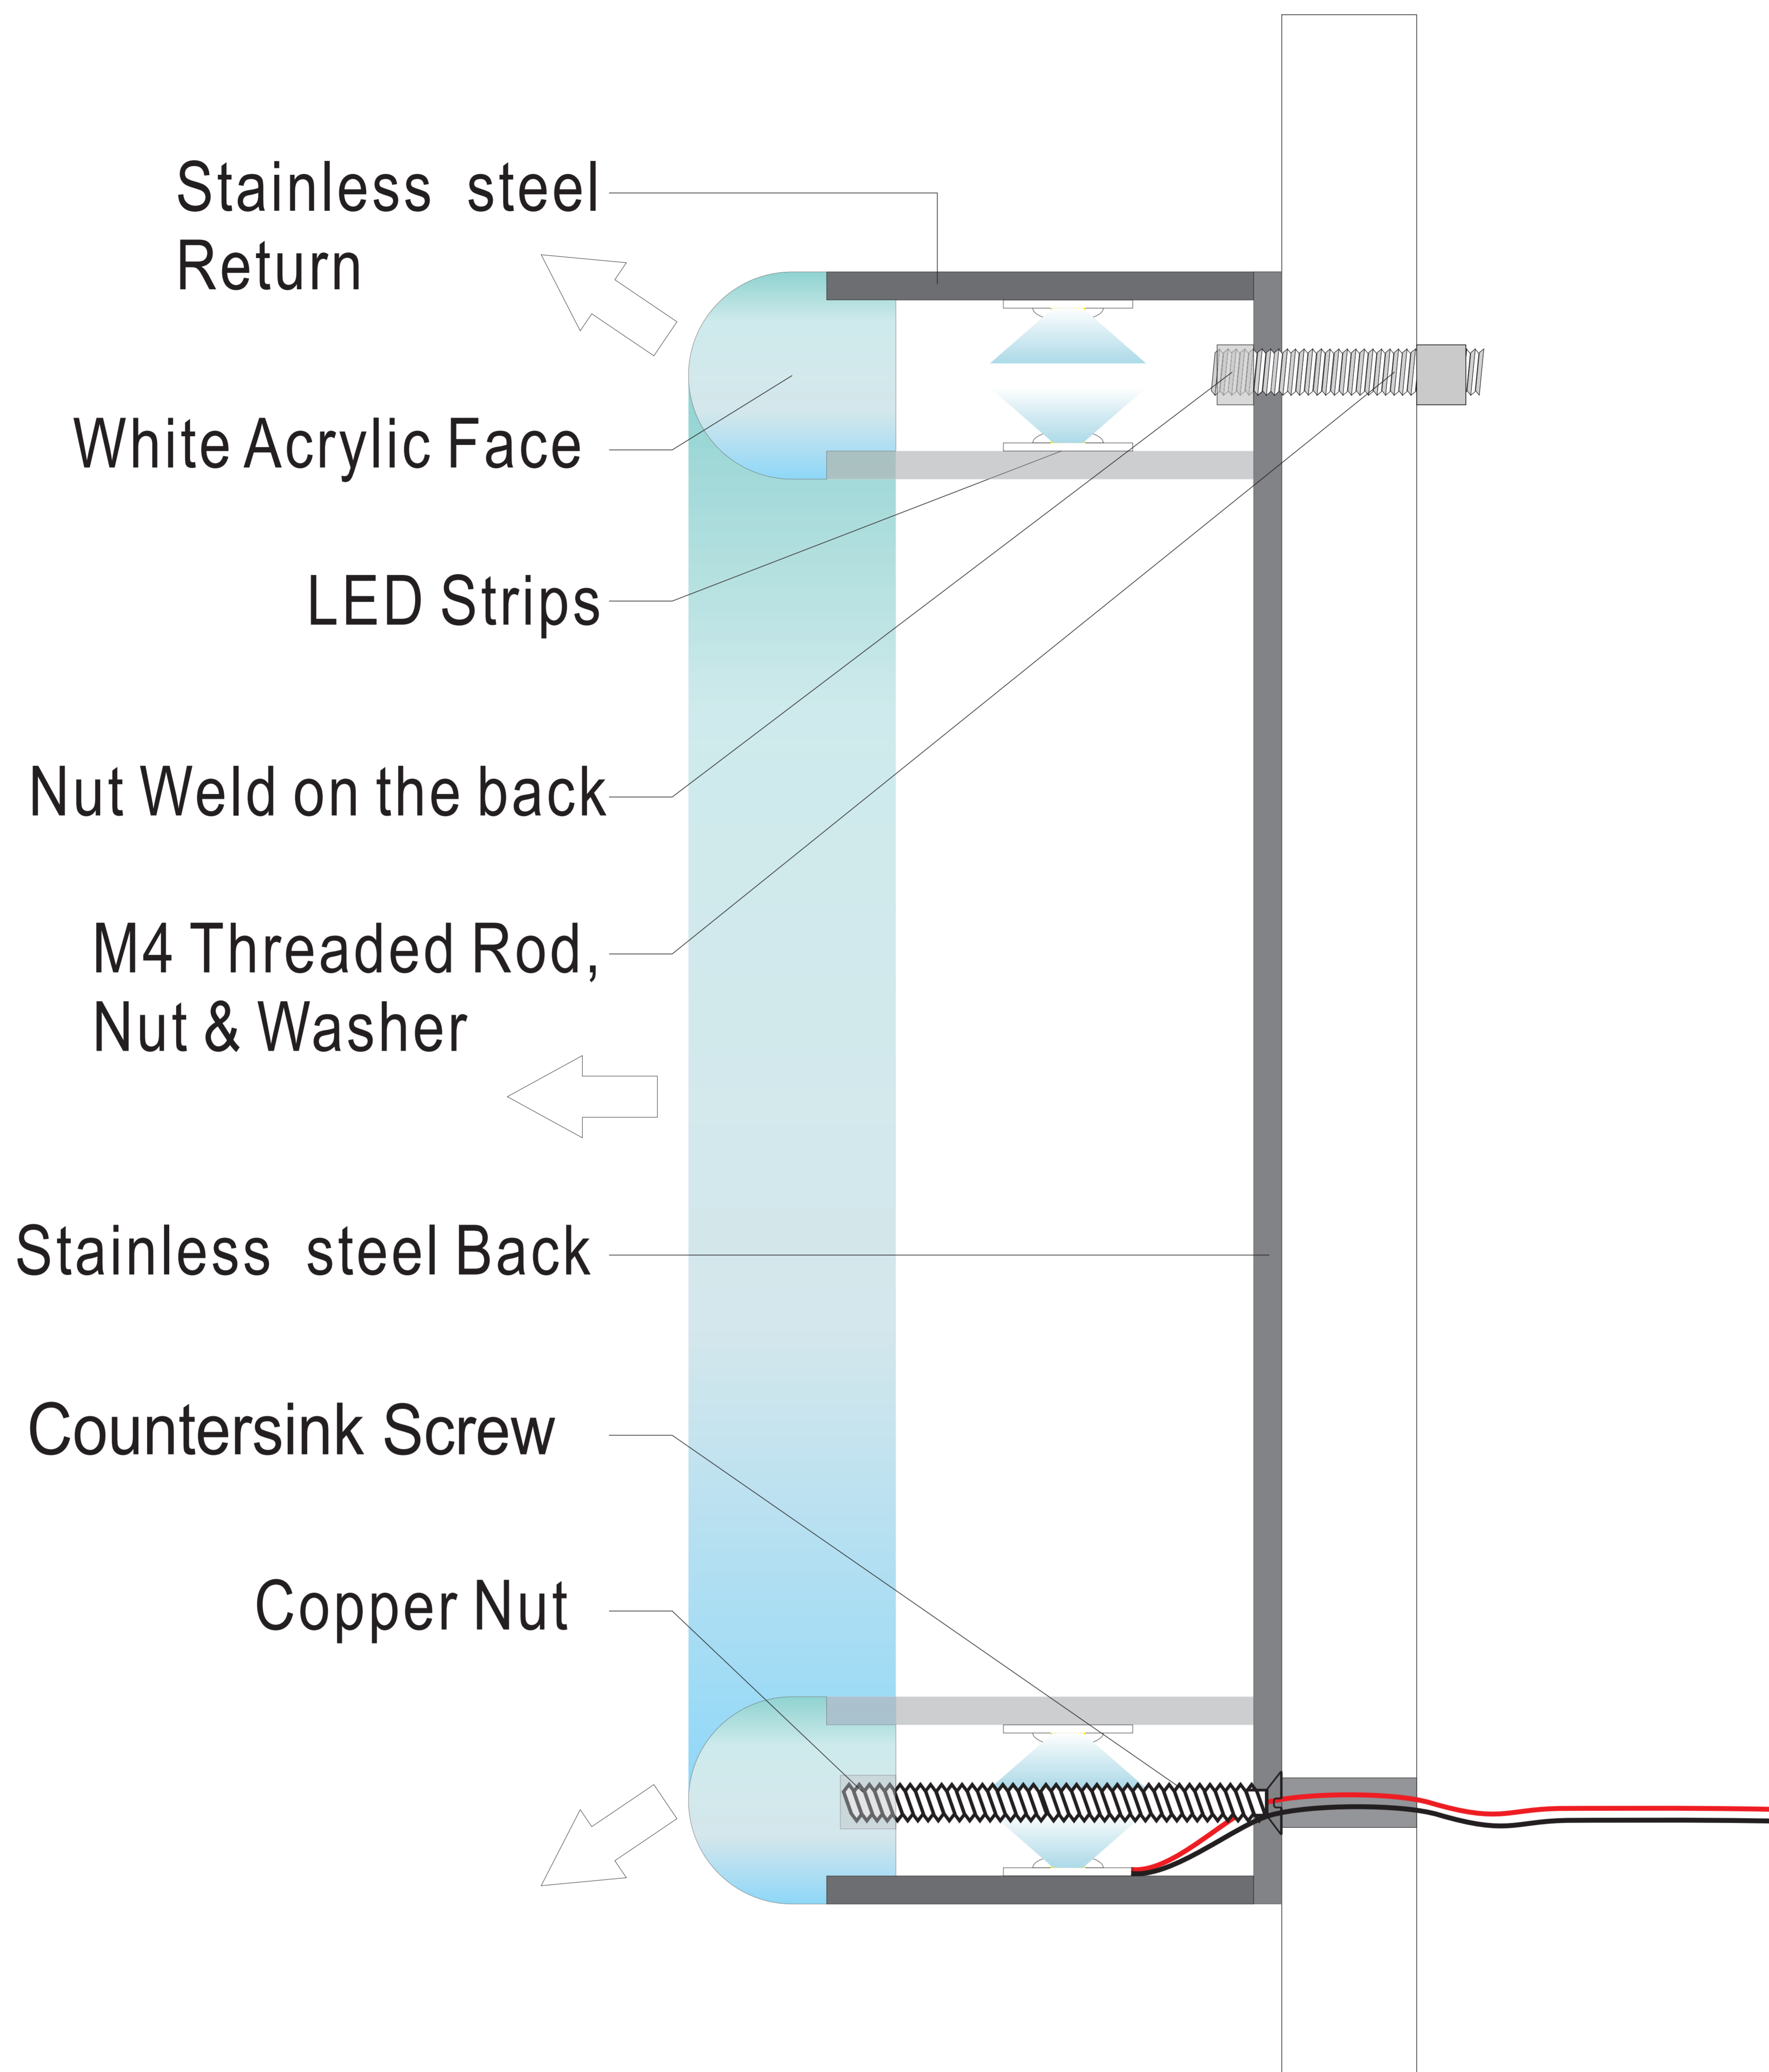 Stainless steel
Return
White Acrylic Face
LED Strips
Nut Weld on the back
M4 Threaded Rod,
Nut & Washer
Stainless steel Back
Countersink Screw
Copper Nut